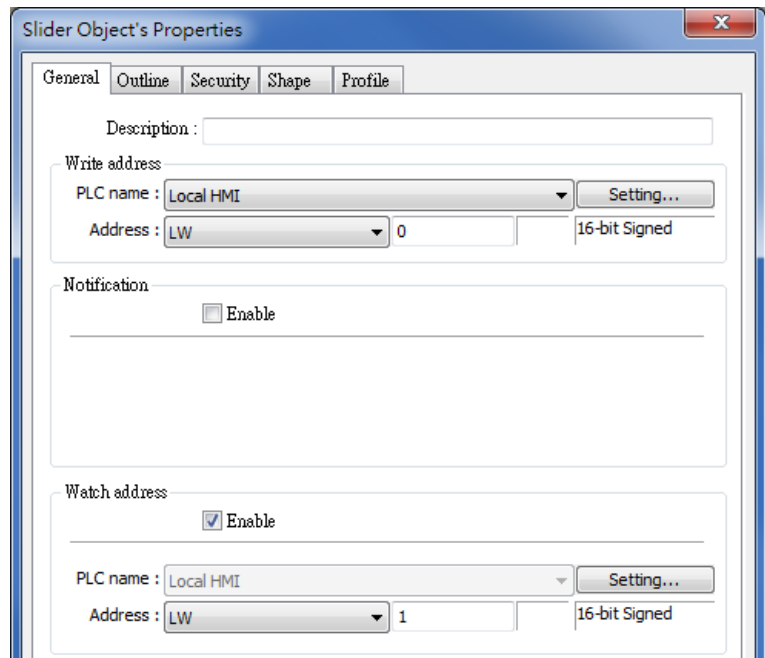 Slider Object's Properties
General Outline Security Shape Profile
Description :
Write address
PLC name : Local HMI Setting...
Address : LW 0 16-bit Signed
Notification
Enable
Watch address
Enable
PLC name : Local HMI Setting...
Address : LW 1 16-bit Signed